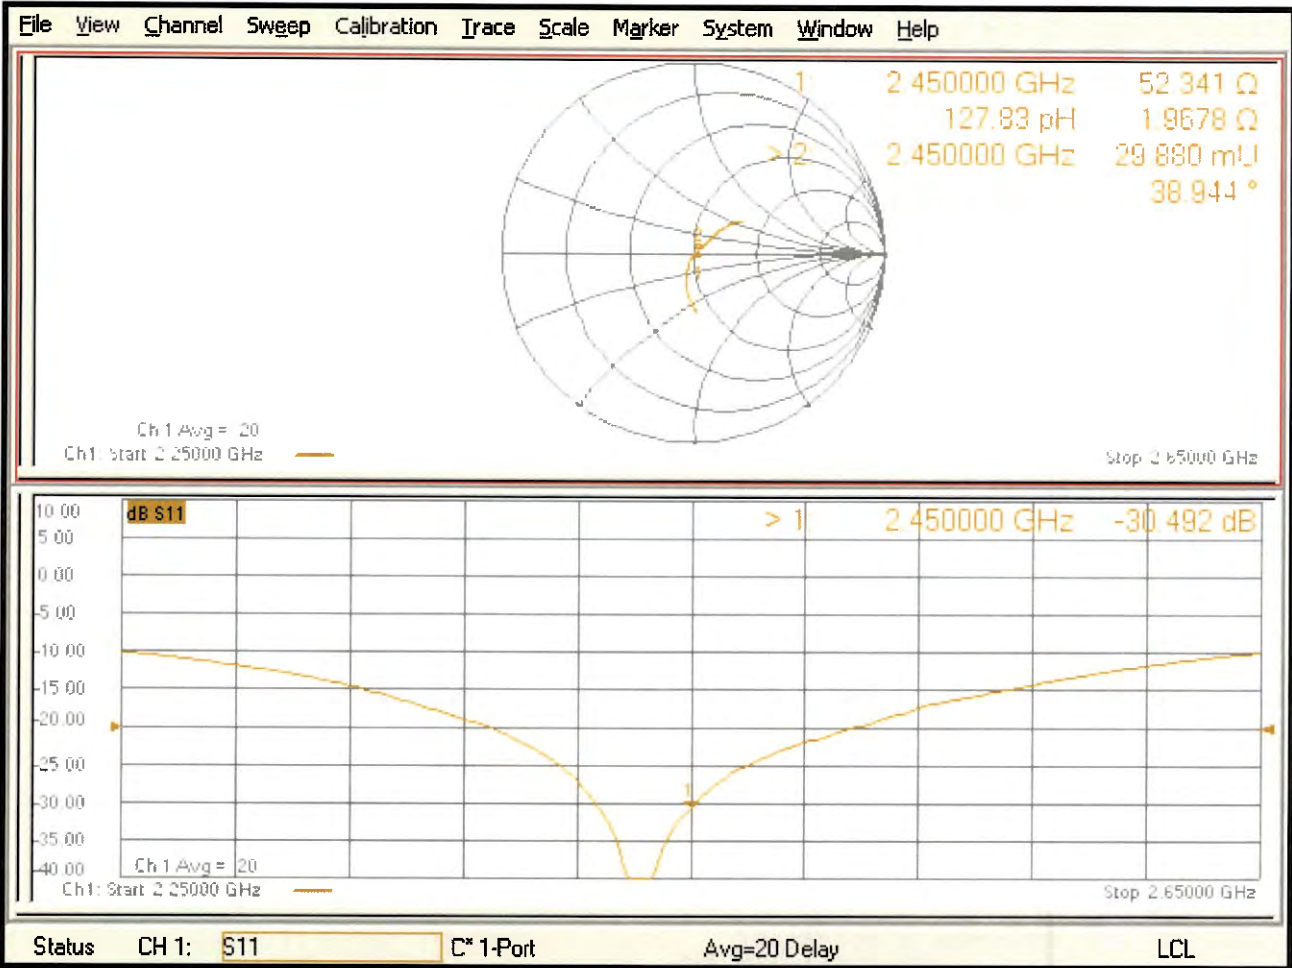 File View Channel Sweep Calibration Trace Scale Marker System Window Help
1: 2.450000 GHz 52.341 Ω
127.83 pH 1.9678 Ω
> 2: 2.450000 GHz 29.880 mU
38.944 °
Ch 1 Avg = 20
Ch1: Start 2.25000 GHz
Stop 2.65000 GHz
10.00
dB S11
> 1: 2.450000 GHz -30.492 dB
5.00
0.00
-5.00
-10.00
-15.00
-20.00
-25.00
-30.00
1
-35.00
-40.00
Ch 1 Avg = 20
Ch1: Start 2.25000 GHz
Stop 2.65000 GHz
Status CH 1: S11 C* 1-Port Avg=20 Delay LCL